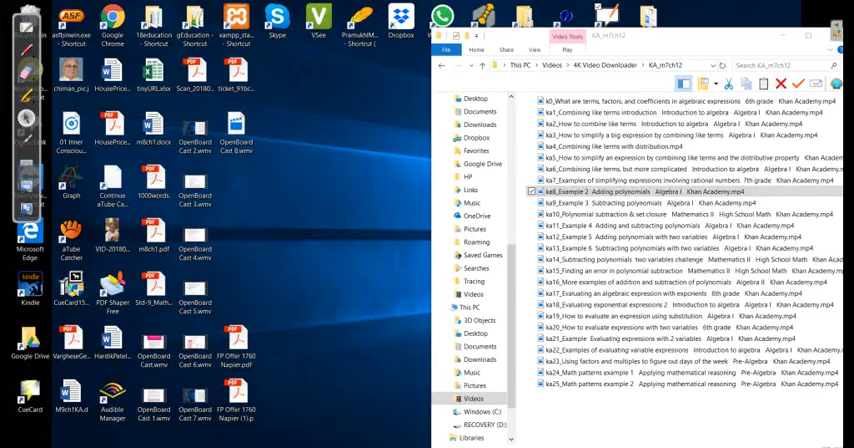 asfbinwin.exe - Shortcut
Google Chrome
18education - Shortcut
gEducation - Shortcut
xampp_start - Shortcut
Skype
VSee
PramukhIM... - Shortcut (
Dropbox
chiman_pic.j
HousePrice...
tinyURL.xlsx
Scan_20180...
ticket_91bc...
01 Inner Conscious...
HousePric...
m8ch1.docx
OpenBoard Cast 2.wmv
OpenBoard Cast 8.wmv
Graph
Continue aTube Ca...
1000words.
OpenBoard Cast 3.wmv
Microsoft Edge
aTube Catcher
VID-20180...
m8ch1.pdf
OpenBoard Cast 4.wmv
Kindle
CueCard15...
PDF Shaper Free
Std-9_Math...
OpenBoard Cast 5.wmv
Google Drive
VargheseGe...
HardikPatel...
OpenBoard Cast.wmv
OpenBoard Cast 6.wmv
FP Offer 1760 Napier.pdf
CueCard
M9ch1KA.d
Audible Manager
OpenBoard Cast 1.wmv
OpenBoard Cast 7.wmv
FP Offer 1760 Napier (1).p
Video Tools
KA_m7ch12
File
Home
Share
View
Play
This PC > Videos > 4K Video Downloader > KA_m7ch12
Search KA_m7ch12
Desktop
Documents
Downloads
Dropbox
Favorites
Google Drive
HP
Links
Music
OneDrive
Pictures
Roaming
Saved Games
Searches
Tracing
Videos
This PC
3D Objects
Desktop
Documents
Downloads
Music
Pictures
Videos
Windows (C:)
RECOVERY (D:)
Libraries
k0_What are terms, factors, and coefficients in algebraic expressions 6th grade Khan Academy.mp4
ka1_Combining like terms introduction Introduction to algebra Khan Academy.mp4
ka2_How to combine like terms Introduction to algebra Khan Academy.mp4
ka3_How to simplify a big expression by combining like terms Algebra I Khan Academy.mp4
ka4_Combining like terms with distribution.mp4
ka5_How to simplify an expression by combining like terms and the distributive property Khan Academy
ka6_Combining like terms, but more complicated Introduction to algebra Khan Academy.mp4
ka7_Examples of simplifying expressions involving rational numbers 7th grade Khan Academy.mp4
ka8_Example 2 Adding polynomials Algebra I Khan Academy.mp4
ka9_Example 3 Subtracting polynomials Algebra I Khan Academy.mp4
ka10_Polynomial subtraction & set closure Mathematics II High School Math Khan Academy.mp4
ka11_Example 4 Adding and subtracting polynomials Algebra I Khan Academy.mp4
ka12_Example 5 Adding polynomials with two variables Algebra I Khan Academy.mp4
ka13_Example 6 Subtracting polynomials with two variables Algebra I Khan Academy.mp4
ka14_Subtracting polynomials two variables challenge Mathematics II High School Math Khan Academy
ka15_Finding an error in polynomial subtraction Mathematics II High School Math Khan Academy.mp4
ka16_More examples of addition and subtraction of polynomials Algebra II Khan Academy.mp4
ka17_Evaluating an algebraic expression with exponents 6th grade Khan Academy.mp4
ka18_Evaluating exponential expressions 2 Introduction to algebra Algebra I Khan Academy.mp4
ka19_How to evaluate an expression using substitution Algebra I Khan Academy.mp4
ka20_How to evaluate expressions with two variables 6th grade Khan Academy.mp4
ka21_Example Evaluating expressions with 2 variables Algebra I Khan Academy.mp4
ka22_Examples of evaluating variable expressions Introduction to algebra Algebra I Khan Academy.mp4
ka23_Using factors and multiples to figure out days of the week Pre-Algebra Khan Academy.mp4
ka24_Math patterns example 1 Applying mathematical reasoning Pre-Algebra Khan Academy.mp4
ka25_Math patterns example 2 Applying mathematical reasoning Pre-Algebra Khan Academy.mp4